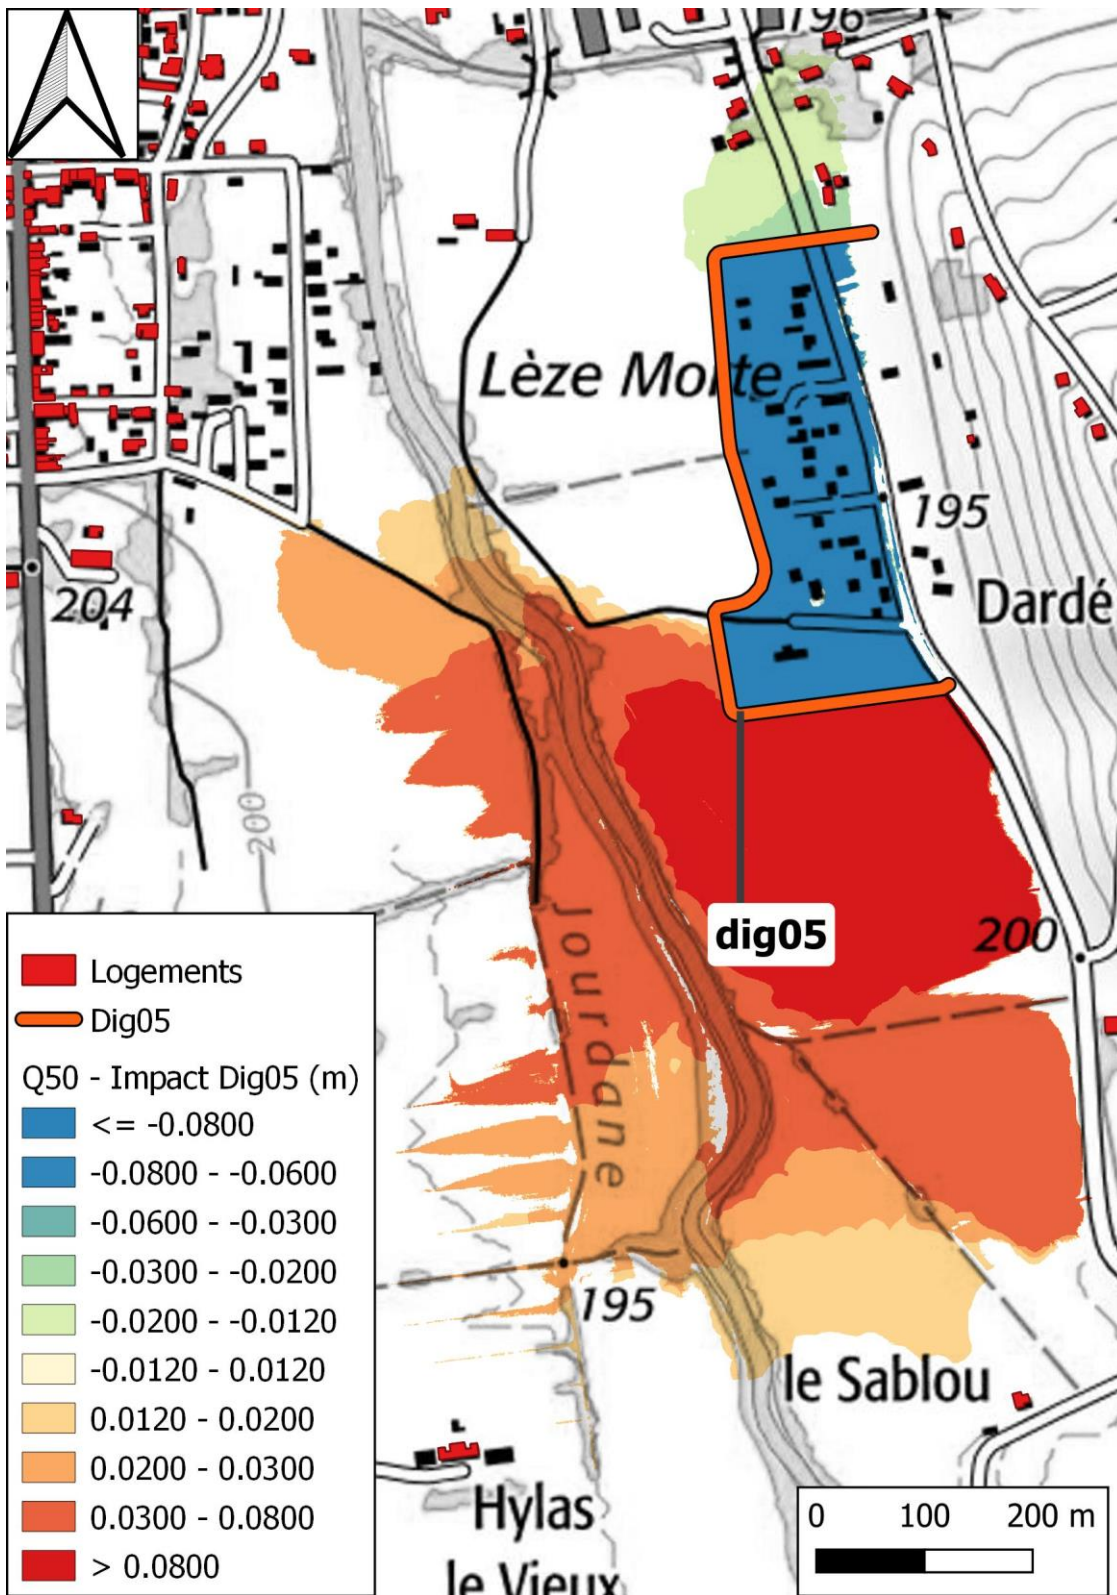 196
Lèze Morte
195
Dardé
204
200
dig05
200
Jourdane
195
le Sablou
Hylas
le Vieux
Logements
Dig05
Q50 - Impact Dig05 (m)
<= -0.0800
-0.0800 - -0.0600
-0.0600 - -0.0300
-0.0300 - -0.0200
-0.0200 - -0.0120
-0.0120 - 0.0120
0.0120 - 0.0200
0.0200 - 0.0300
0.0300 - 0.0800
> 0.0800
0 100 200 m